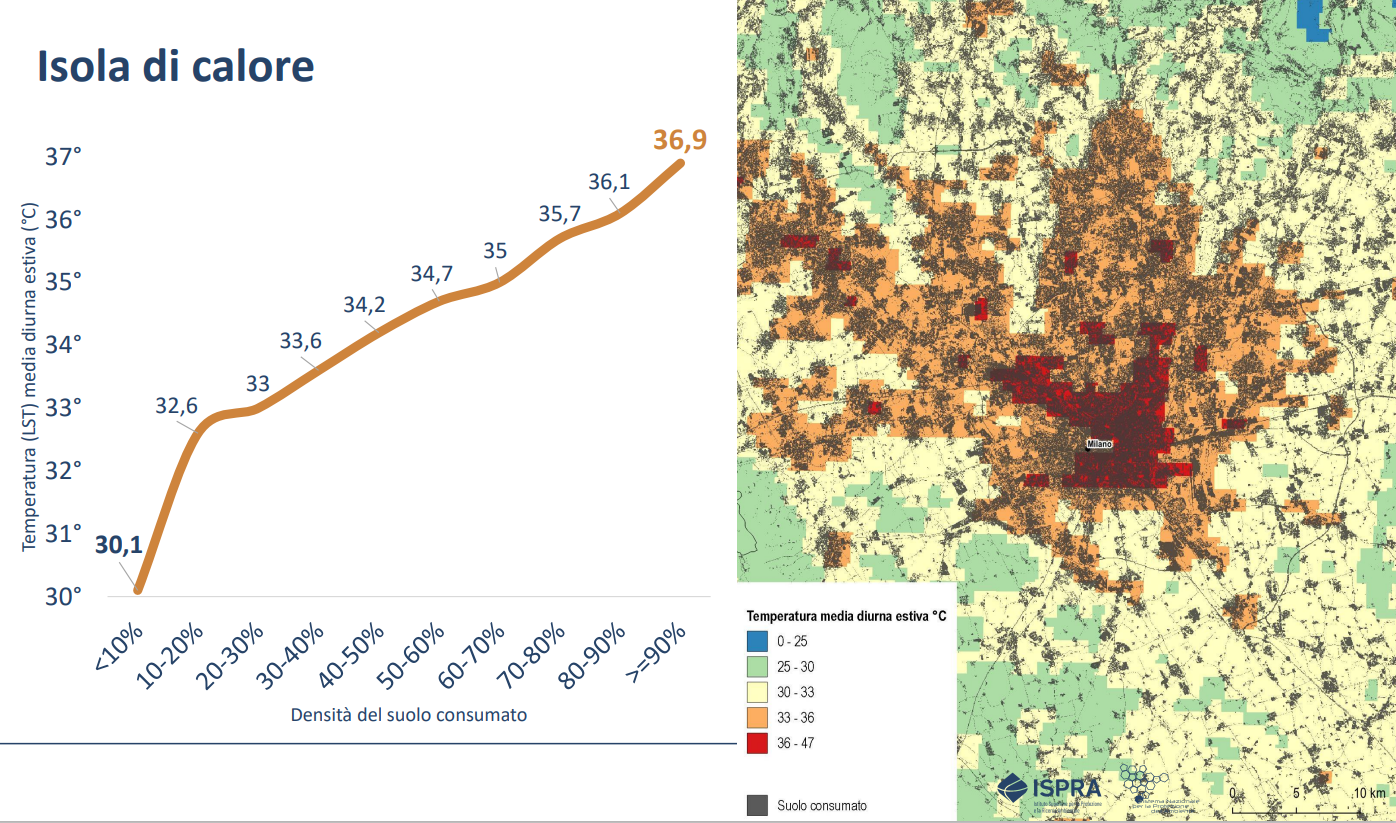 Isola di calore
Temperatura (LST) media diurna estiva (°C)
37°
36°
35°
34°
33°
32°
31°
30°
30,1
32,6
33
33,6
34,2
34,7
35
35,7
36,1
36,9
<10%
10-20%
20-30%
30-40%
40-50%
50-60%
60-70%
70-80%
80-90%
>=90%
Densità del suolo consumato
Milano
Temperatura media diurna estiva °C
0 - 25
25 - 30
30 - 33
33 - 36
36 - 47
Suolo consumato
ISPRA
0 5 10 km